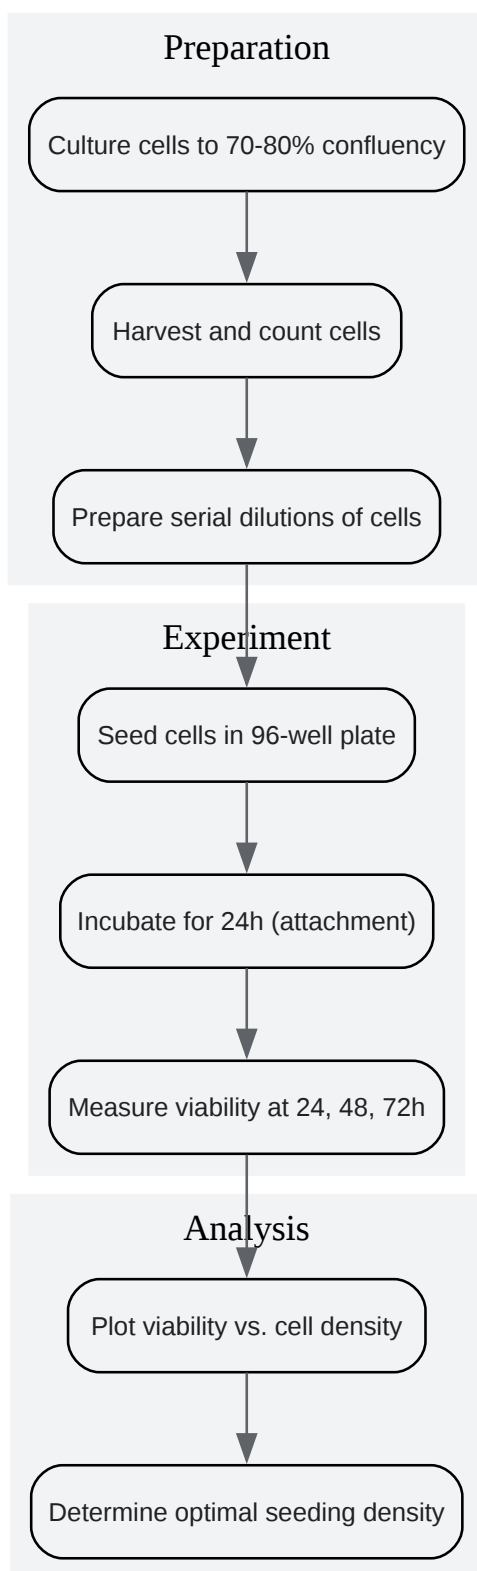 Preparation
Culture cells to 70-80% confluency
Harvest and count cells
Prepare serial dilutions of cells
Experiment
Seed cells in 96-well plate
Incubate for 24h (attachment)
Measure viability at 24, 48, 72h
Analysis
Plot viability vs. cell density
Determine optimal seeding density